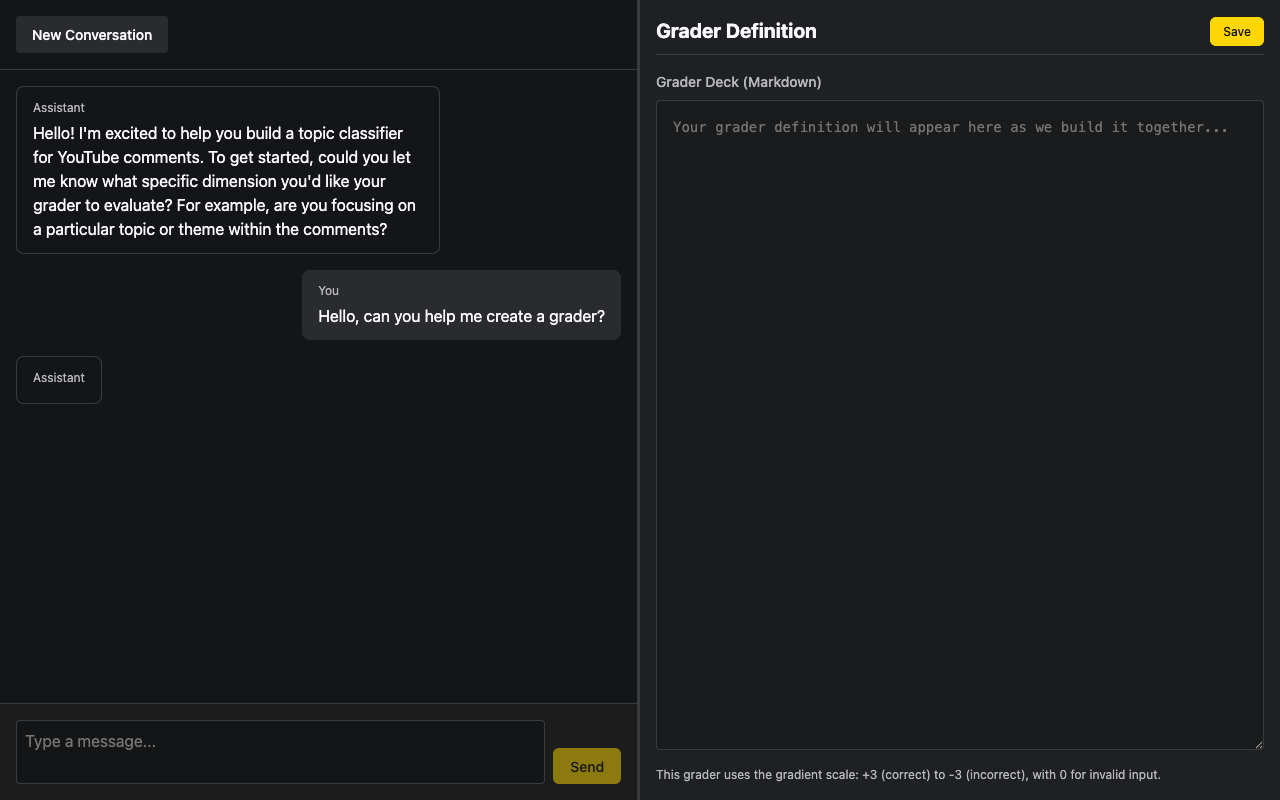 New Conversation
Assistant
Hello! I'm excited to help you build a topic classifier
for YouTube comments. To get started, could you let
me know what specific dimension you'd like your
grader to evaluate? For example, are you focusing on
a particular topic or theme within the comments?
You
Hello, can you help me create a grader?
Assistant
Type a message...
Send
Grader Definition
Save
Grader Deck (Markdown)
Your grader definition will appear here as we build it together...
This grader uses the gradient scale: +3 (correct) to -3 (incorrect), with 0 for invalid input.